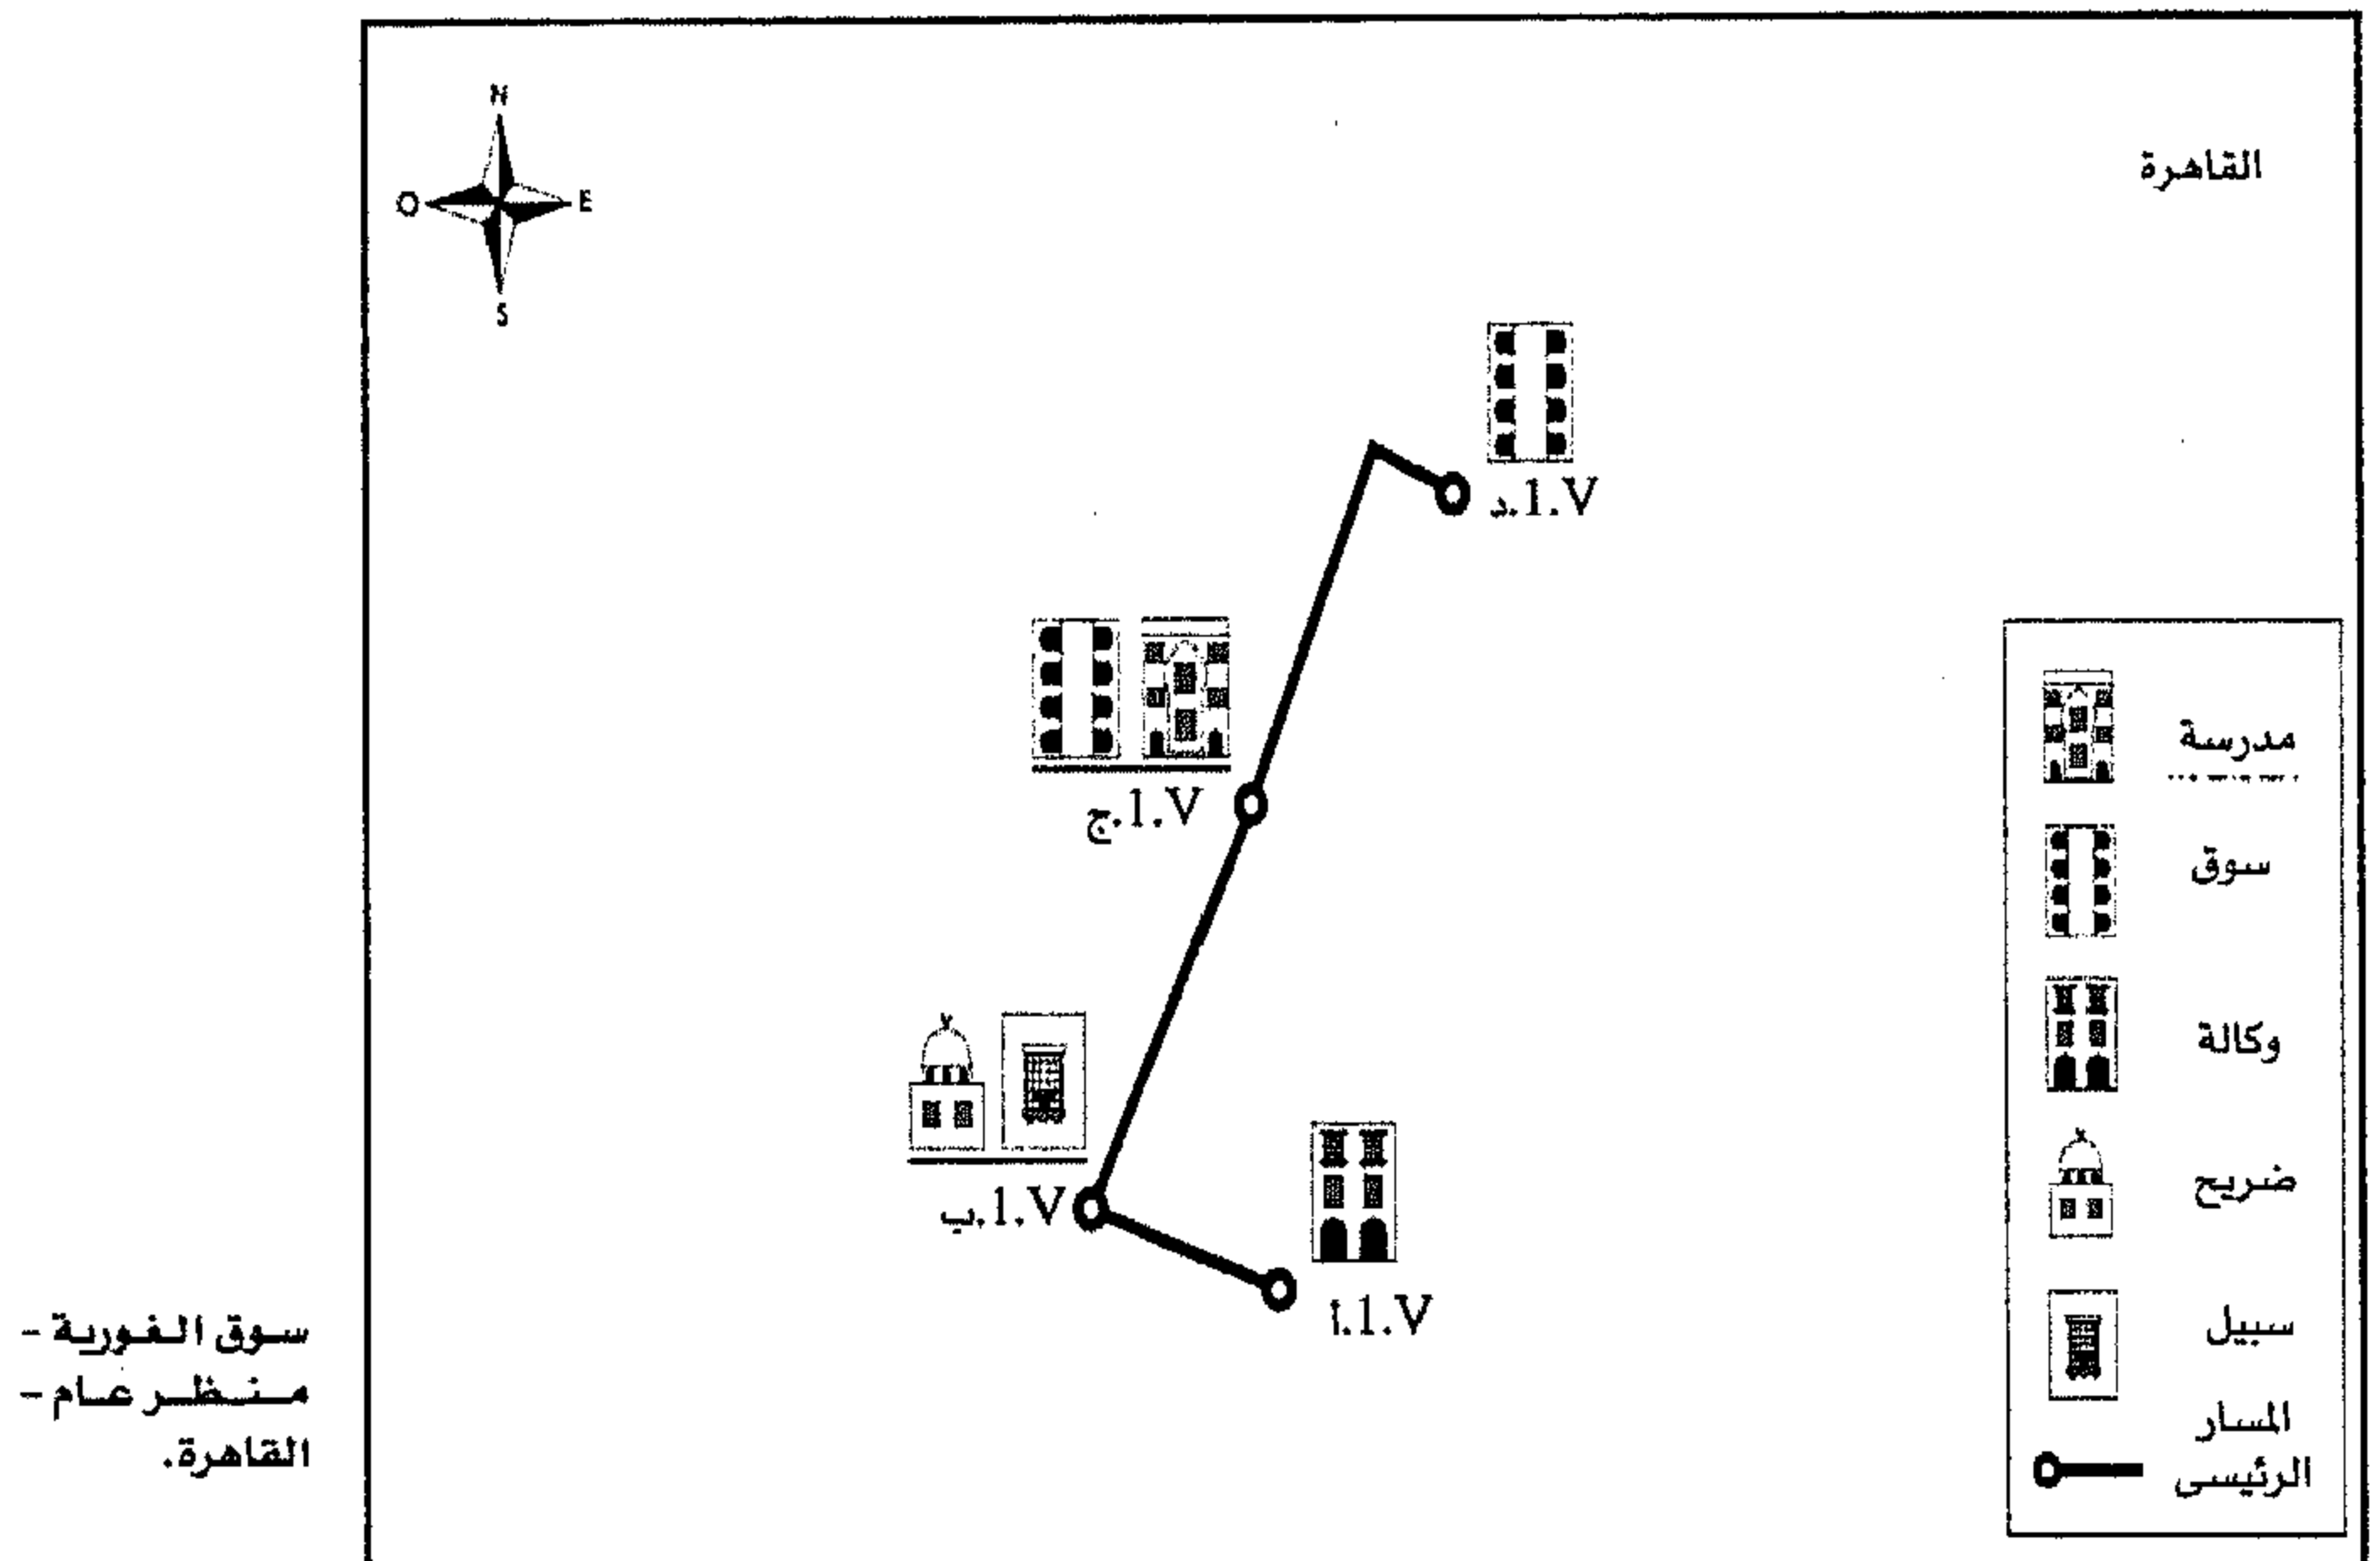 القاهرة
N
O
E
S
V.1.د
V.1.ج
V.1.ب
V.1.ا
مدرسة
سوق
وكالة
ضريح
سبيل
المسار
الرئيسى
سوق الغورية -
منظر عام -
القاهرة.